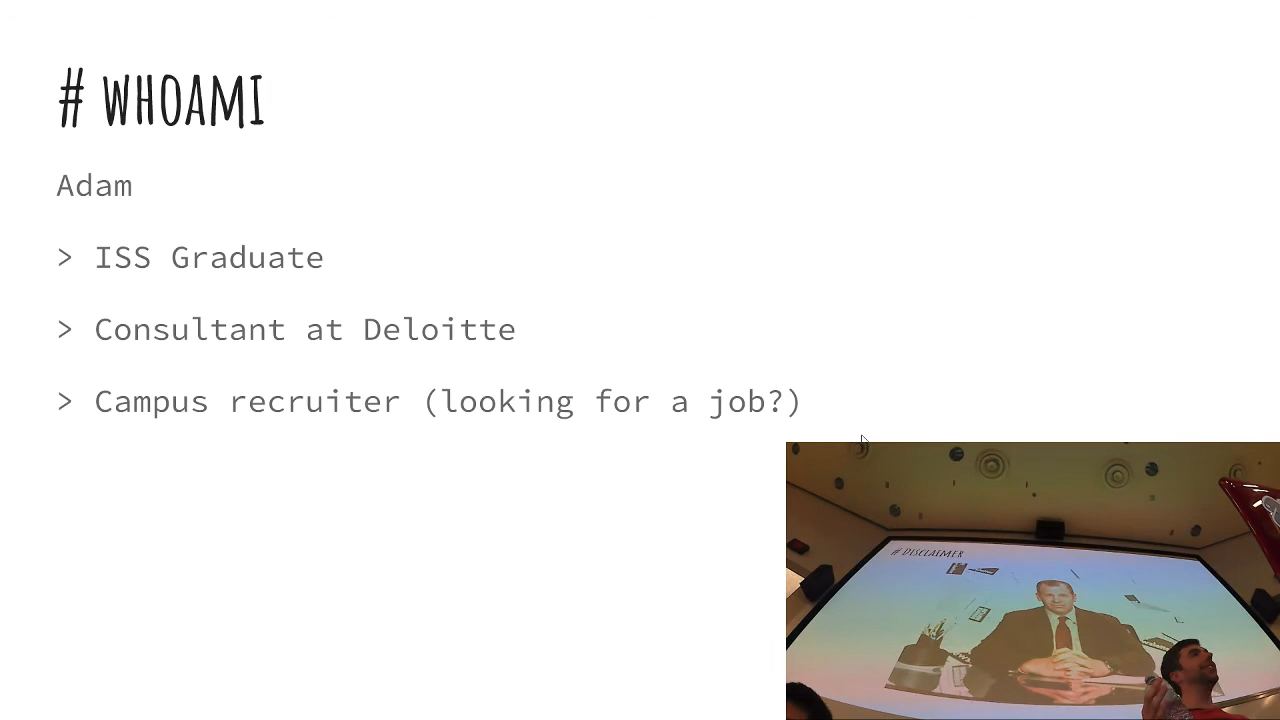 # WHOAMI
Adam
> ISS Graduate
> Consultant at Deloitte
> Campus recruiter (looking for a job?)
# DISCLAIMER